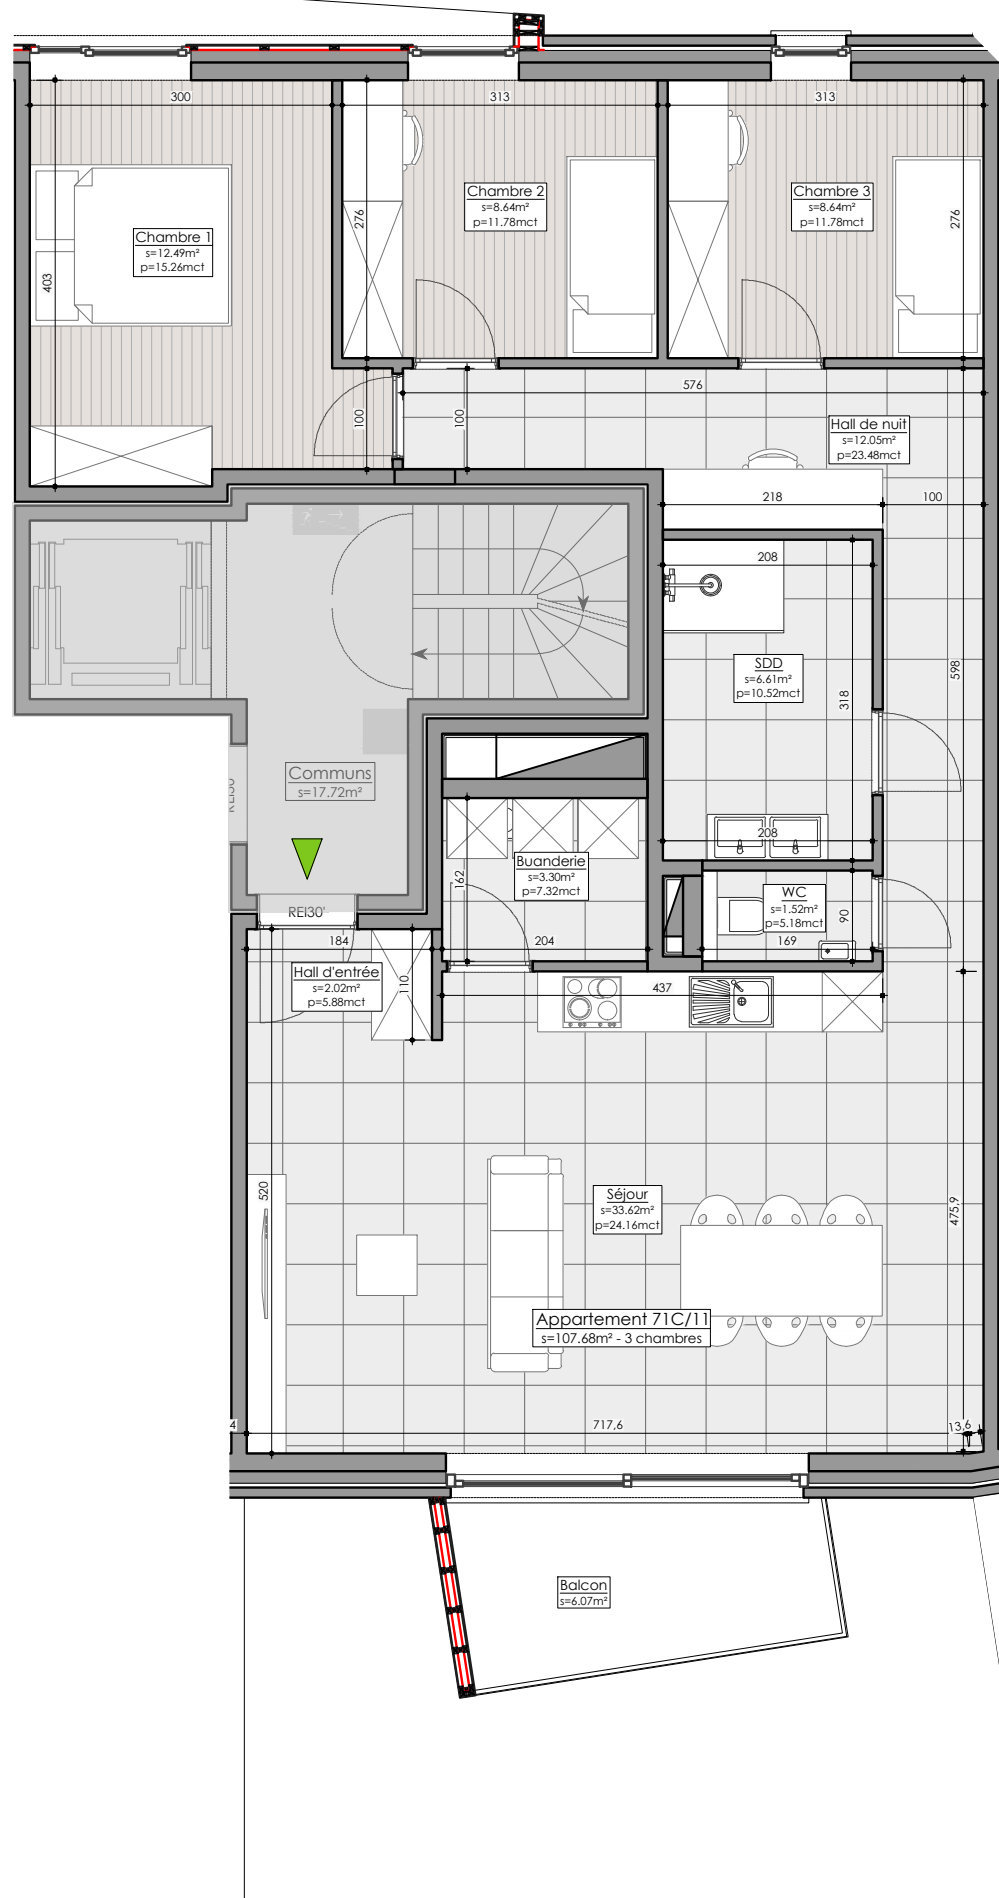 300
313
313
Chambre 1
s=12.49m²
p=15.26mct
Chambre 2
s=8.64m²
p=11.78mct
Chambre 3
s=8.64m²
p=11.78mct
276
276
403
576
100
100
Hall de nuit
s=12.05m²
p=23.48mct
218
100
208
SDD
s=6.61m²
p=10.52mct
318
598
Communs
s=17.72m²
REI30'
208
Buanderie
s=3.30m²
p=7.32mct
162
WC
s=1.52m²
p=5.18mct
90
169
REI30'
184
204
Hall d'entrée
s=2.02m²
p=5.88mct
110
437
520
Séjour
s=33.62m²
p=24.16mct
475,9
Appartement 71C/11
s=107.68m² - 3 chambres
4
717,6
13,6
Balcon
s=6.07m²